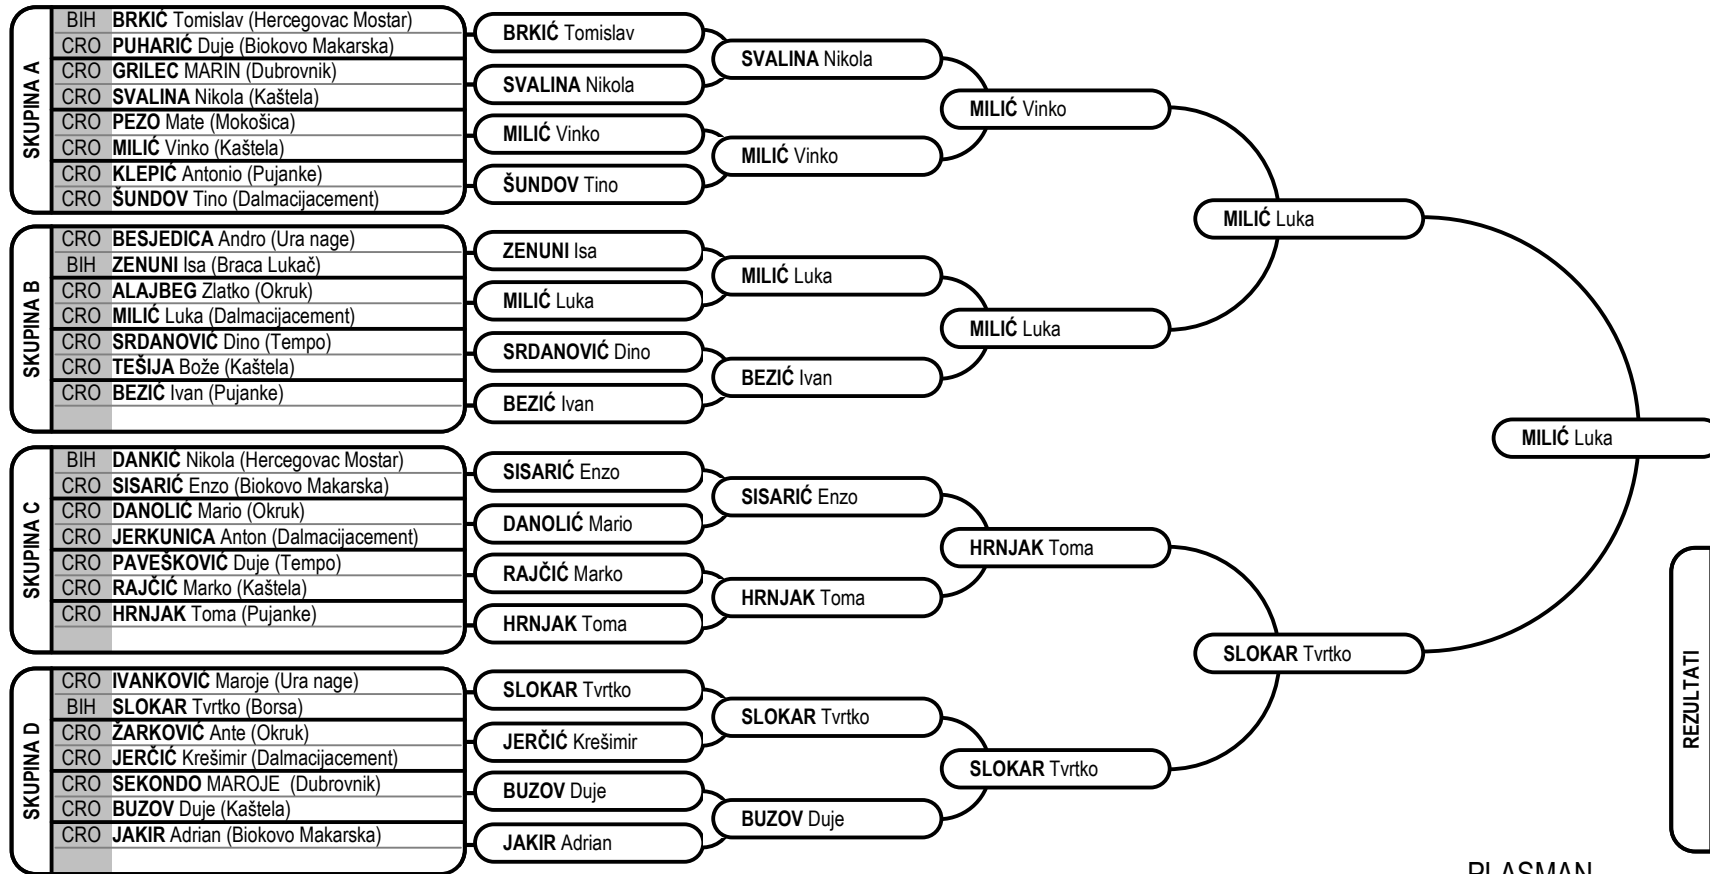 SKUPINA A
BIH BRKIĆ Tomislav (Hercegovac Mostar)
CRO PUHARIĆ Duje (Biokovo Makarska)
CRO GRILEC MARIN (Dubrovnik)
CRO SVALINA Nikola (Kaštela)
CRO PEZO Mate (Mokošica)
CRO MILIĆ Vinko (Kaštela)
CRO KLEPIĆ Antonio (Pujanke)
CRO ŠUNDOV Tino (Dalmacijacement)
SKUPINA B
CRO BESJEDICA Andro (Ura nage)
BIH ZENUNI Isa (Braca Lukač)
CRO ALAJBEG Zlatko (Okruk)
CRO MILIĆ Luka (Dalmacijacement)
CRO SRDANOVIĆ Dino (Tempo)
CRO TEŠIJA Bože (Kaštela)
CRO BEZIĆ Ivan (Pujanke)
SKUPINA C
BIH DANKIĆ Nikola (Hercegovac Mostar)
CRO SISARIĆ Enzo (Biokovo Makarska)
CRO DANOLIĆ Mario (Okruk)
CRO JERKUNICA Anton (Dalmacijacement)
CRO PAVEŠKOVIĆ Duje (Tempo)
CRO RAJČIĆ Marko (Kaštela)
CRO HRNJAK Toma (Pujanke)
SKUPINA D
CRO IVANKOVIĆ Maroje (Ura nage)
BIH SLOKAR Tvrtko (Borsa)
CRO ŽARKOVIĆ Ante (Okruk)
CRO JERČIĆ Krešimir (Dalmacijacement)
CRO SEKONDO MAROJE (Dubrovnik)
CRO BUZOV Duje (Kaštela)
CRO JAKIR Adrian (Biokovo Makarska)
BRKIĆ Tomislav
SVALINA Nikola
MILIĆ Vinko
ŠUNDOV Tino
ZENUNI Isa
MILIĆ Luka
SRDANOVIĆ Dino
BEZIĆ Ivan
SISARIĆ Enzo
DANOLIĆ Mario
RAJČIĆ Marko
HRNJAK Toma
SLOKAR Tvrtko
JERČIĆ Krešimir
BUZOV Duje
JAKIR Adrian
SVALINA Nikola
MILIĆ Vinko
MILIĆ Luka
BEZIĆ Ivan
SISARIĆ Enzo
HRNJAK Toma
SLOKAR Tvrtko
BUZOV Duje
MILIĆ Vinko
MILIĆ Luka
HRNJAK Toma
SLOKAR Tvrtko
MILIĆ Luka
SLOKAR Tvrtko
MILIĆ Luka
REZULTATI
PLASMAN